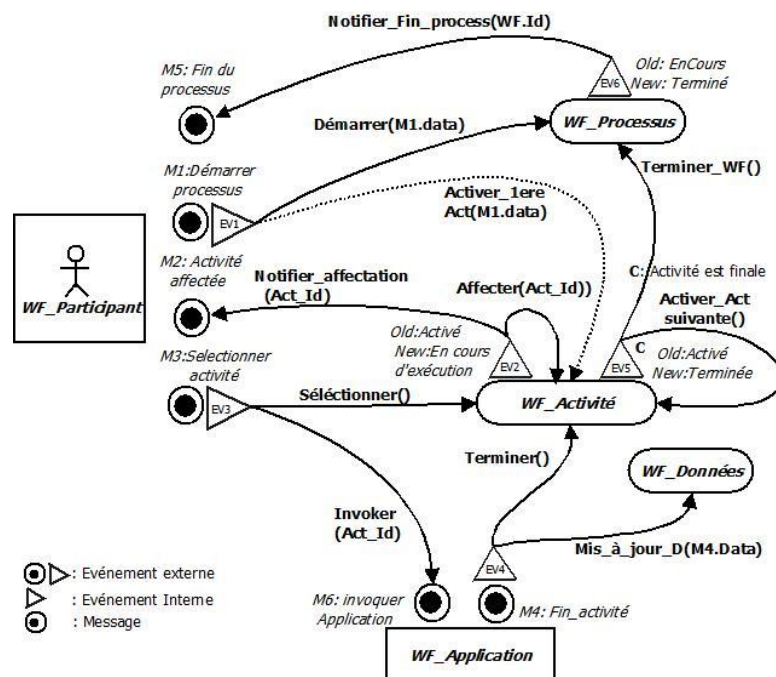 Notifier_Fin_process(WF.Id)
M5: Fin du
processus
Old: EnCours
New: Terminé
EV6
WF_Processus
Démarrer(M1.data)
Terminer_WF()
M1:Démarrer
processus
EV1
Activer_1ere
Act(M1.data)
WF_Participant
M2: Activité
affectée
Notifier_affectation
(Act_Id)
Affecter(Act_Id))
C: Activité est finale
Activer_Act
suivante()
Old:Activé
New:En cours
d'exécution
EV2
C
EV5
Old:Activé
New:Terminée
M3:Selectionner
activité
EV3
Séléctionner()
WF_Activité
Terminer()
WF_Données
Invoker
(Act_Id)
Mis_à_jour_D(M4.Data)
EV4
: Evénement externe
: Evénement Interne
: Message
M6: invoquer
Application
M4: Fin_activité
WF_Application